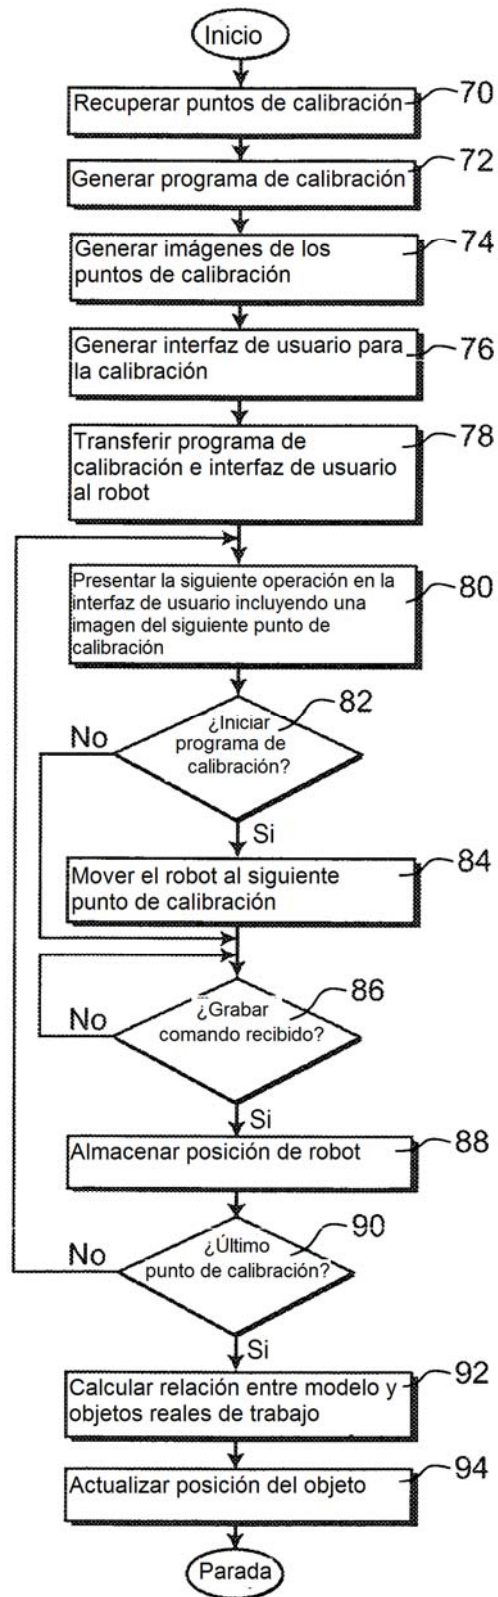 Inicio
Recuperar puntos de calibración
70
Generar programa de calibración
72
Generar imágenes de los
puntos de calibración
74
Generar interfaz de usuario para
la calibración
76
Transferir programa de
calibración e interfaz de usuario
al robot
78
Presentar la siguiente operación en la
interfaz de usuario incluyendo una
imagen del siguiente punto de
calibración
80
¿Iniciar
programa de
calibración?
82
No
Si
Mover el robot al siguiente
punto de calibración
84
¿Grabar
comando recibido?
86
No
Si
Almacenar posición de robot
88
¿Último
punto de calibración?
90
No
Si
Calcular relación entre modelo y
objetos reales de trabajo
92
Actualizar posición del objeto
94
Parada